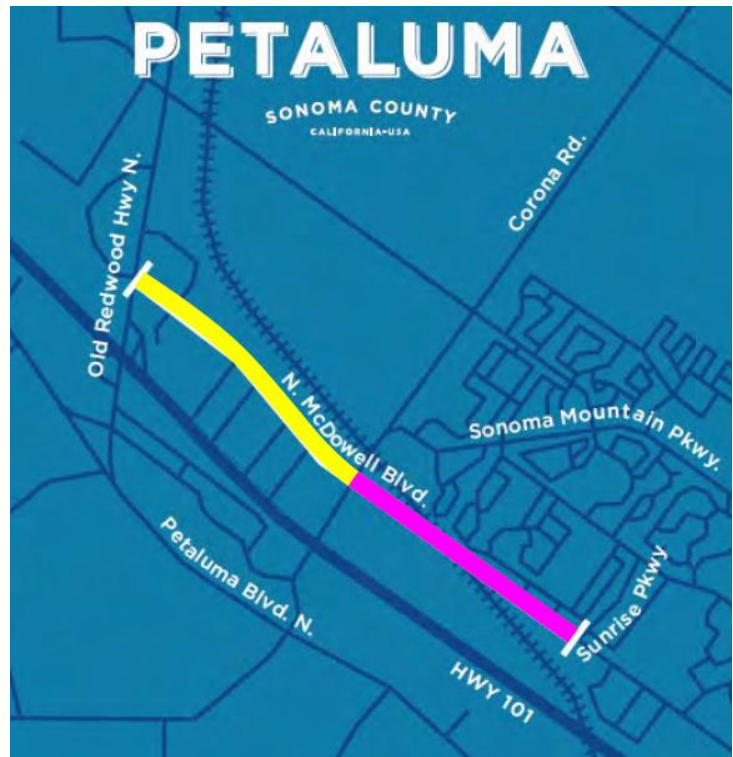 PETALUMA
SONOMA COUNTY
CALIFORNIA-USA
Old Redwood Hwy N.
Corona Rd.
N. McDowell Blvd.
Sonoma Mountain Pkwy.
Petaluma Blvd. N.
Sunrise Pkwy
HWY 101